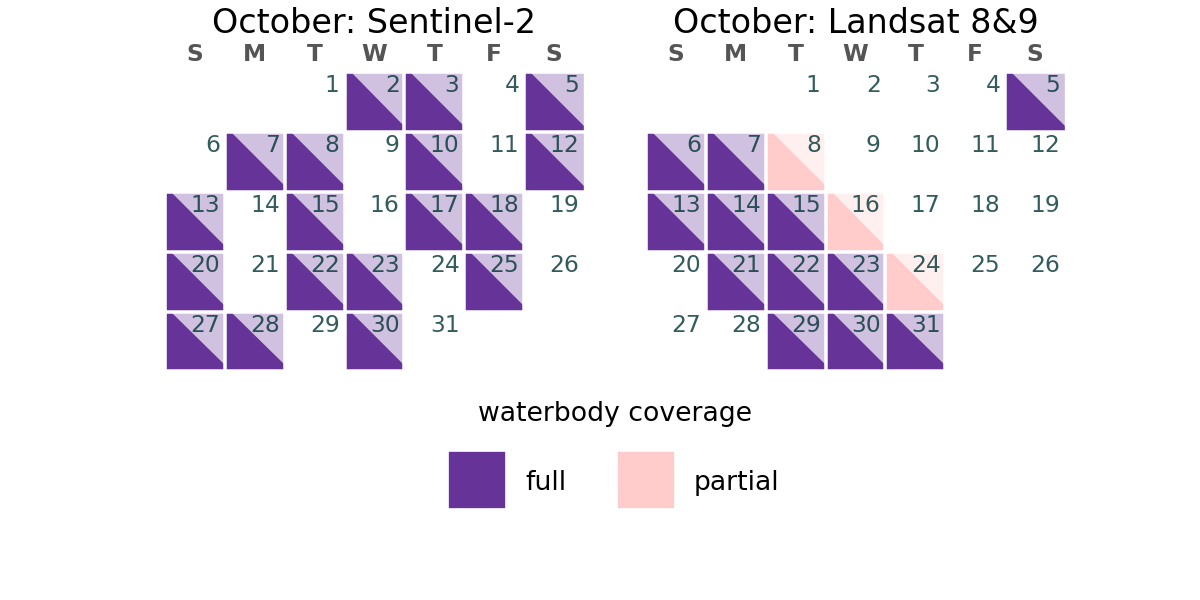 October: Sentinel-2
S M T W T F S
1 2 3 4 5
6 7 8 9 10 11 12
13 14 15 16 17 18 19
20 21 22 23 24 25 26
27 28 29 30 31
October: Landsat 8&9
S M T W T F S
1 2 3 4 5
6 7 8 9 10 11 12
13 14 15 16 17 18 19
20 21 22 23 24 25 26
27 28 29 30 31
waterbody coverage
full partial